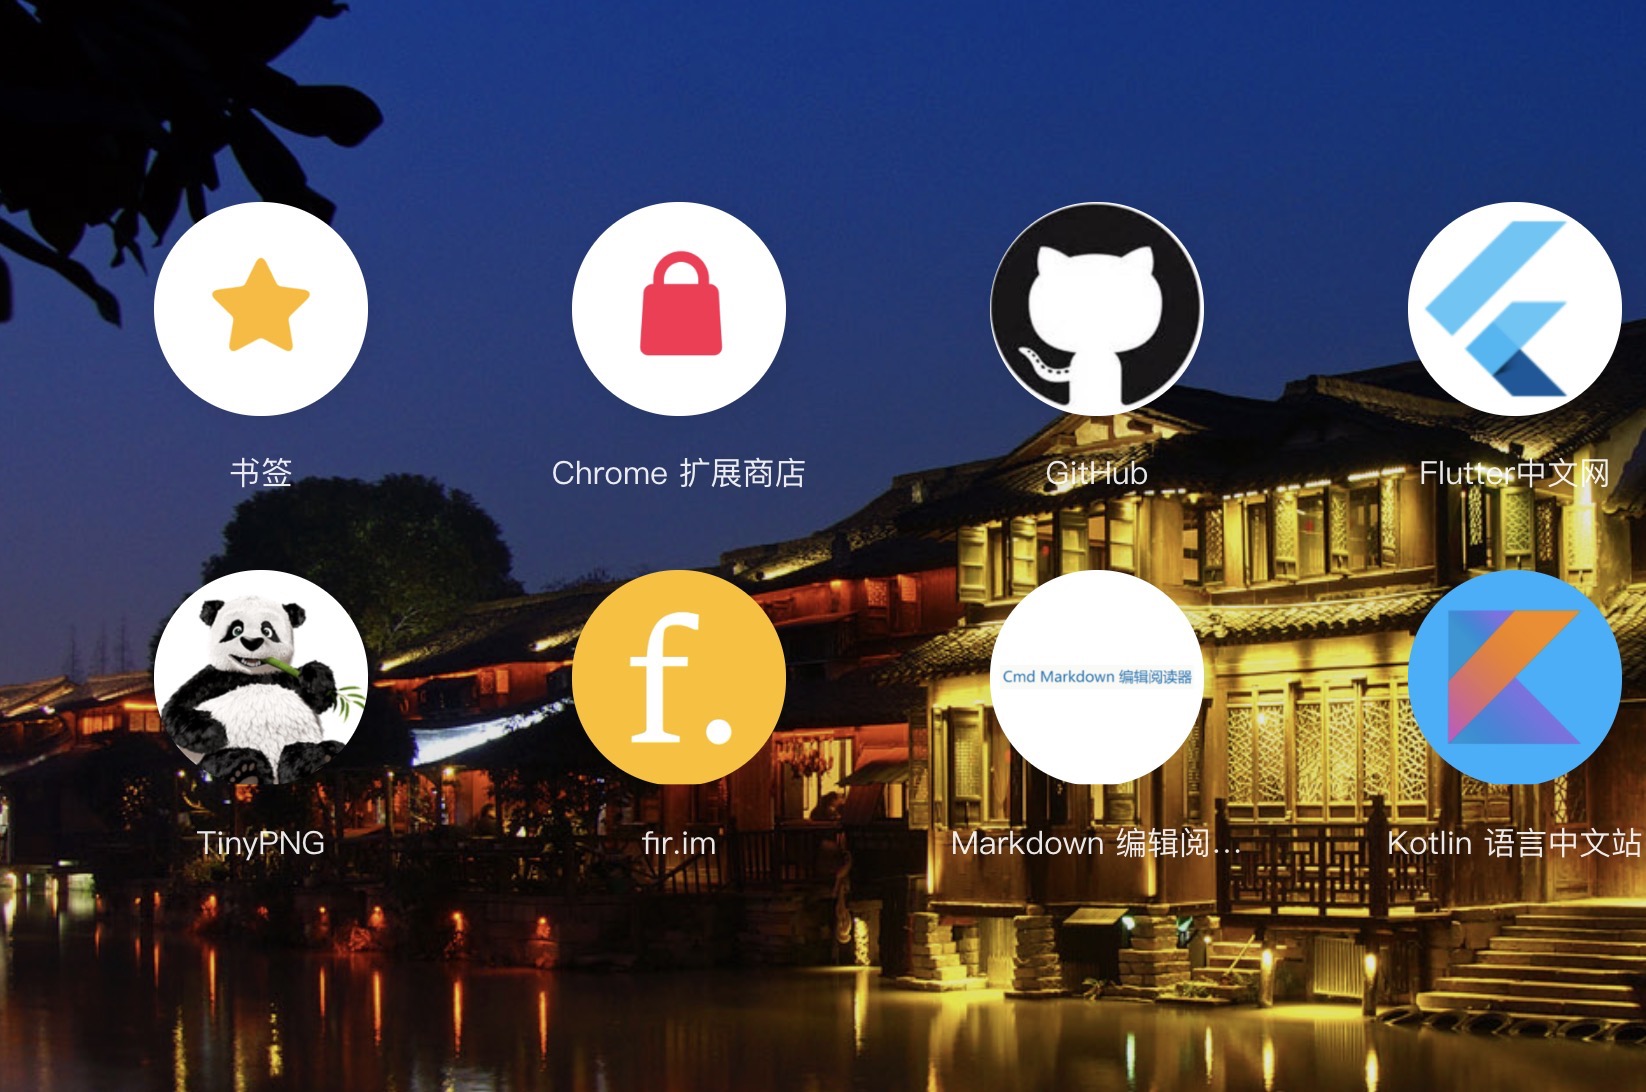 书签
Chrome 扩展商店
GitHub
Flutter中文网
f.
Cmd Markdown 编辑阅读器
TinyPNG
fir.im
Markdown 编辑阅...
Kotlin 语言中文站